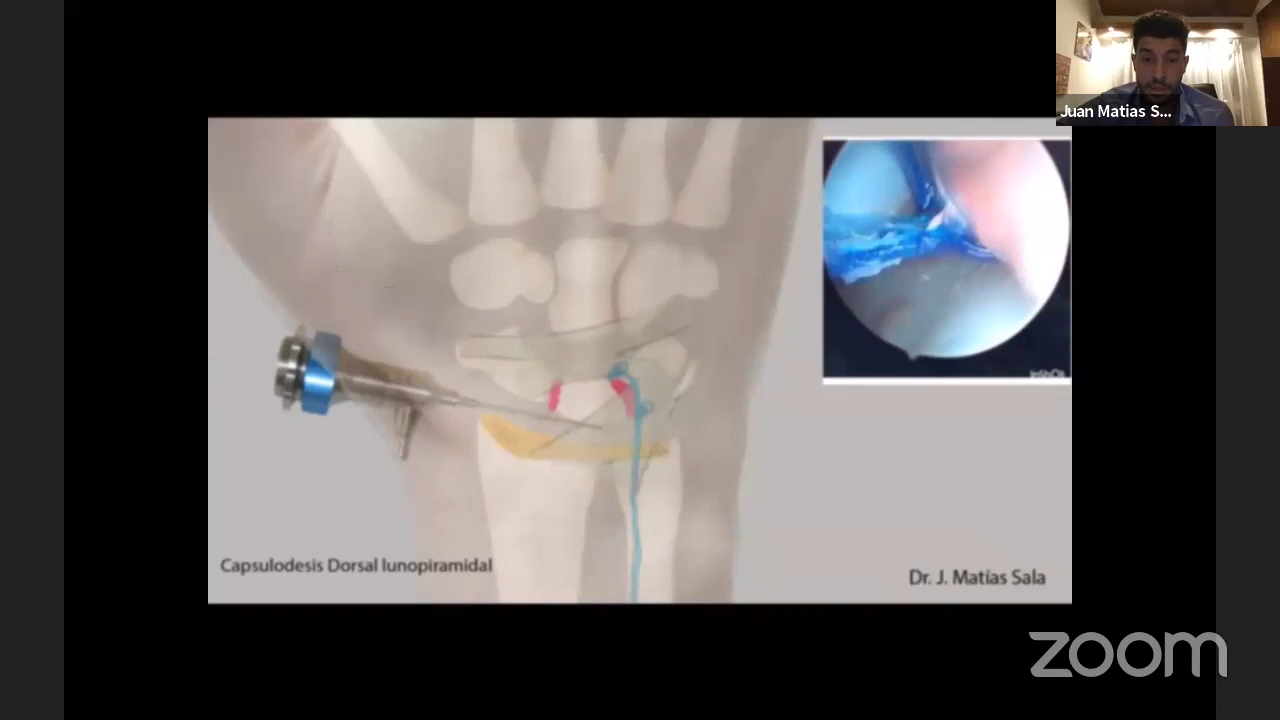 Juan Matias S...
Capsulodesis Dorsal lunopiramidal
Dr. J. Matías Sala
zoom